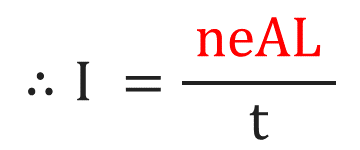 ∴ I = neAL
t